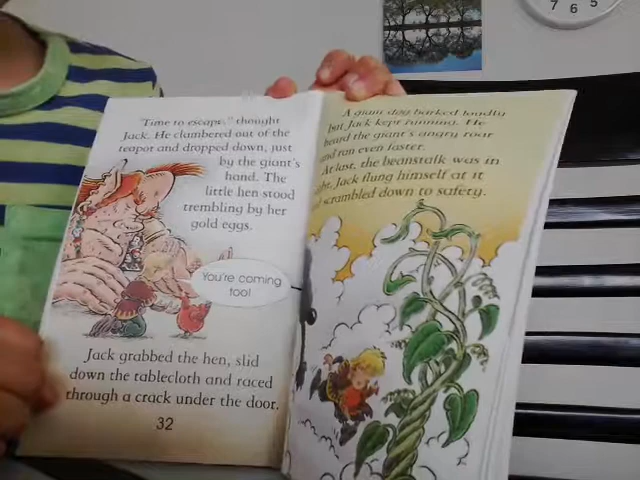 "Time to escape," thought
Jack. He clambered out of the
teapot and dropped down, just
by the giant's
hand. The
little hen stood
trembling by her
gold eggs.
You're coming
too!
Jack grabbed the hen, slid
down the tablecloth and raced
through a crack under the door.
32
A giant dog barked loudly
but Jack kept running. He
heard the giant's angry roar
and ran even faster.
At last, the beanstalk was in
Jack flung himself at it
scrambled down to safety.
7 6 5